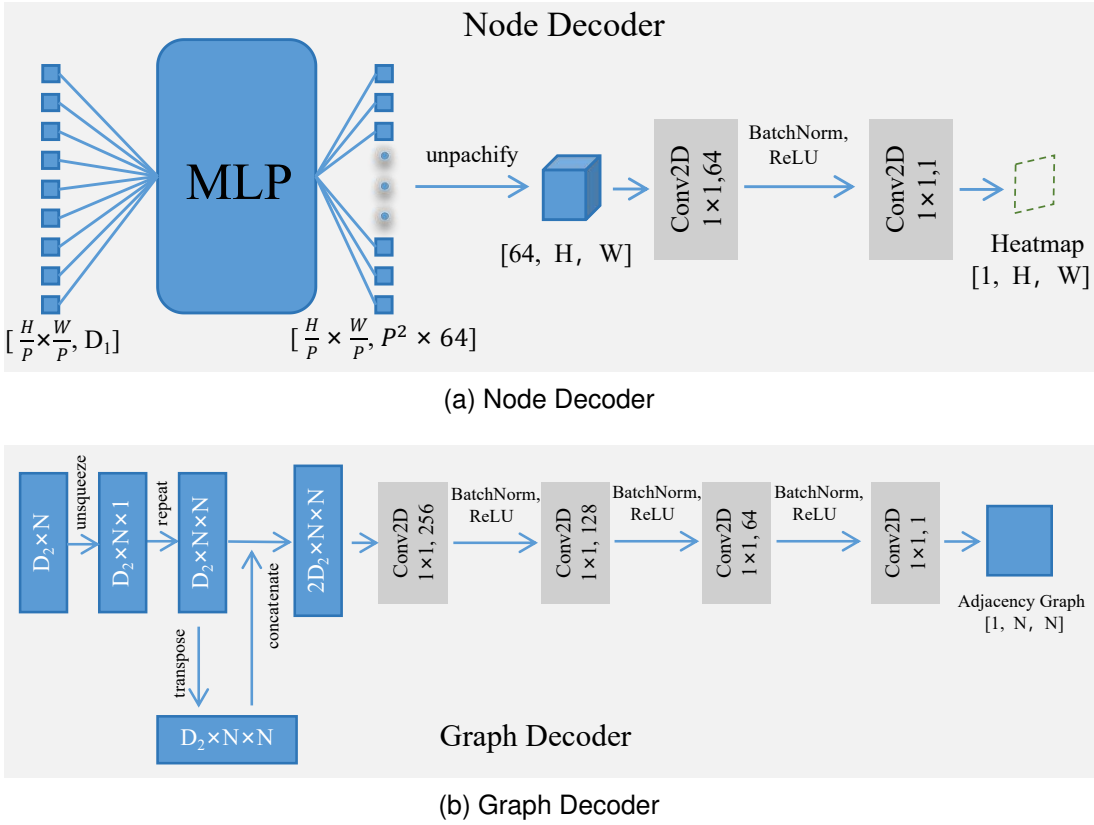 Node Decoder
MLP
unpachify
Conv2D
1×1,64
BatchNorm,
ReLU
Conv2D
1×1,1
[64, H, W]
Heatmap
[1, H, W]
[H/P×W/P, D₁]
[H/P × W/P, P² × 64]
(a) Node Decoder
D₂×N
unsqueeze
D₂×N×1
repeat
D₂×N×N
transpose
D₂×N×N
concatenate
2D₂×N×N
Conv2D
1×1, 256
BatchNorm,
ReLU
Conv2D
1×1, 128
BatchNorm,
ReLU
Conv2D
1×1, 64
BatchNorm,
ReLU
Conv2D
1×1, 1
Adjacency Graph
[1, N, N]
Graph Decoder
(b) Graph Decoder